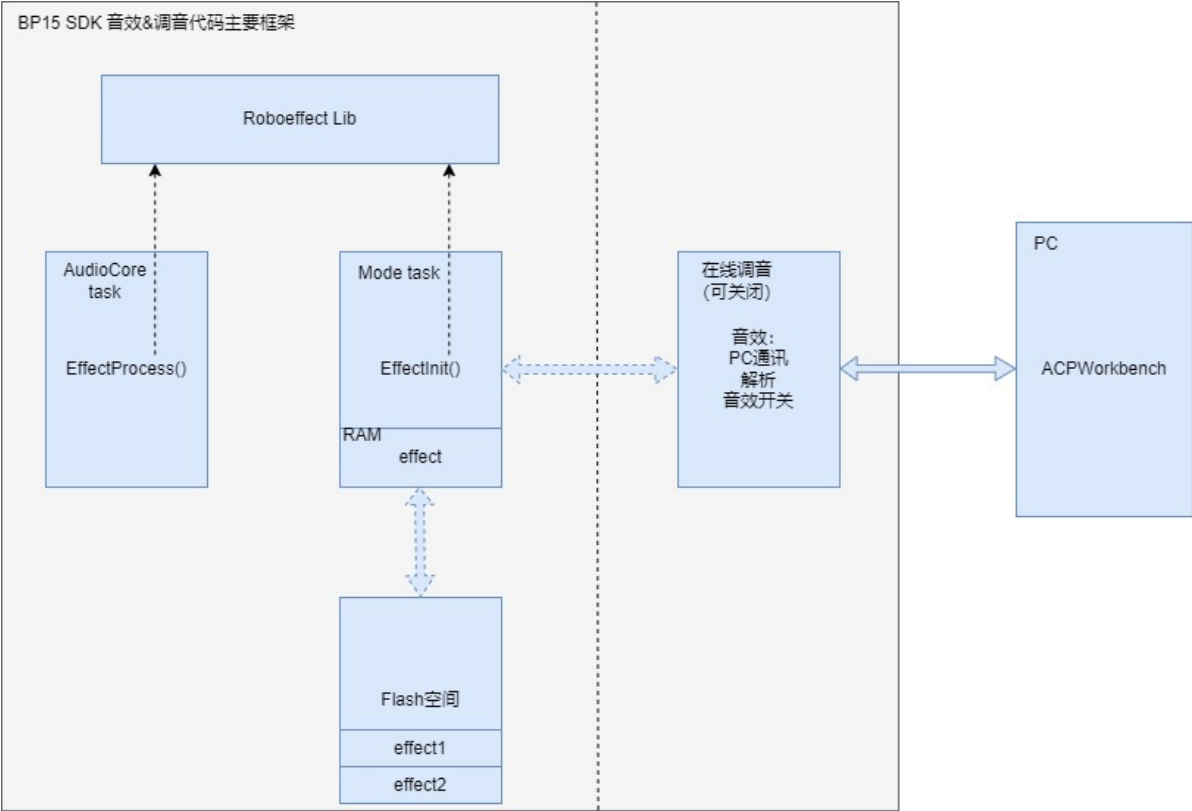 BP15 SDK 音效&调音代码主要框架
Roboeffect Lib
AudioCore
task
EffectProcess()
Mode task
EffectInit()
RAM
effect
Flash空间
effect1
effect2
在线调音
(可关闭)
音效：
PC通讯
解析
音效开关
PC
ACPWorkbench